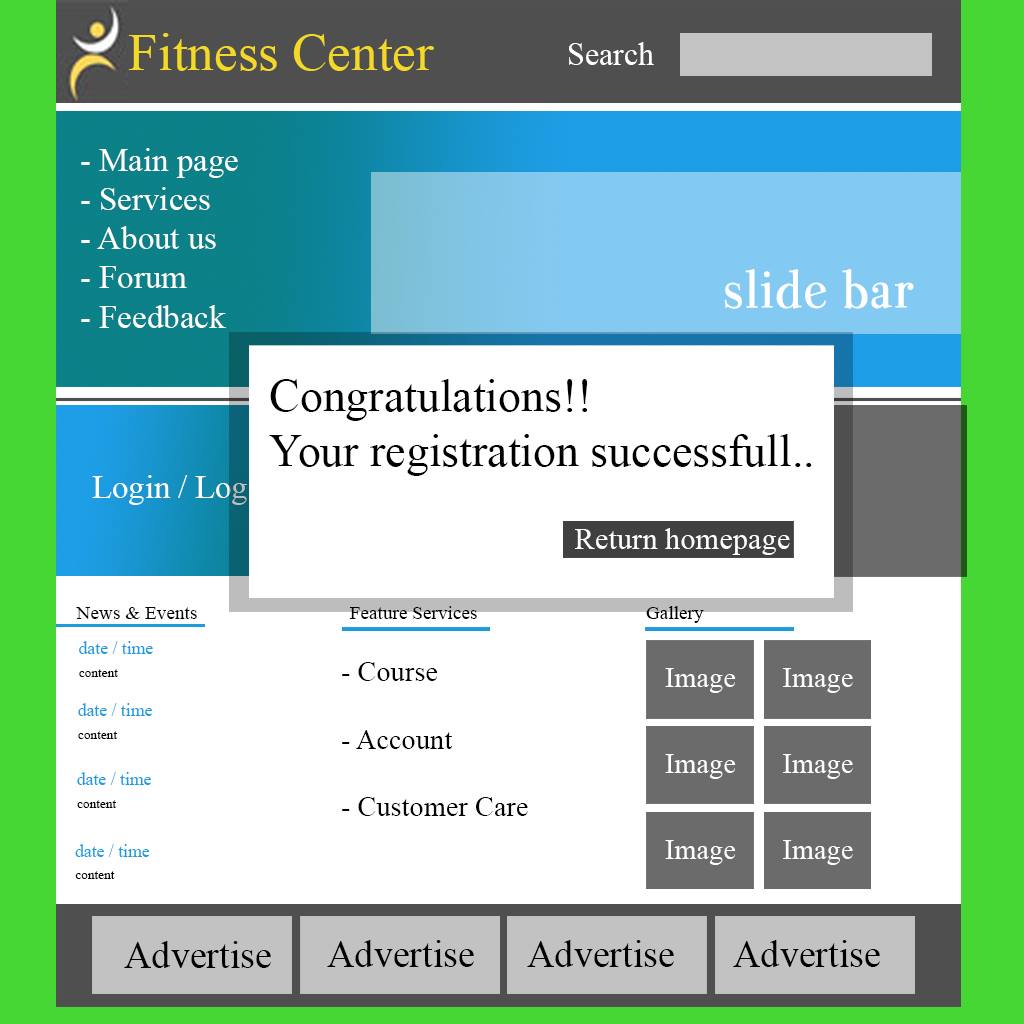 Fitness Center
Search
- Main page
- Services
- About us
- Forum
- Feedback
slide bar
Congratulations!!
Your registration successfull..
Return homepage
Login / Log
News & Events
date / time
content
date / time
content
date / time
content
date / time
content
Feature Services
- Course
- Account
- Customer Care
Gallery
Image Image
Image Image
Image Image
Advertise Advertise Advertise Advertise